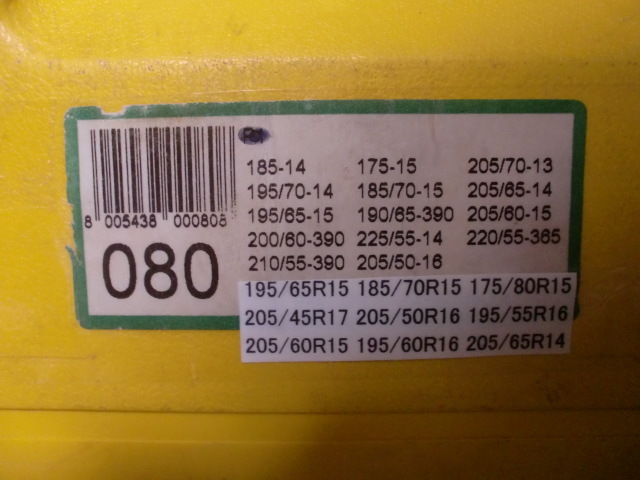 185-14 175-15 205/70-13
195/70-14 185/70-15 205/65-14
195/65-15 190/65-390 205/60-15
200/60-390 225/55-14 220/55-365
210/55-390 205/50-16
8 005438 000808
080
195/65R15 185/70R15 175/80R15
205/45R17 205/50R16 195/55R16
205/60R15 195/60R16 205/65R14